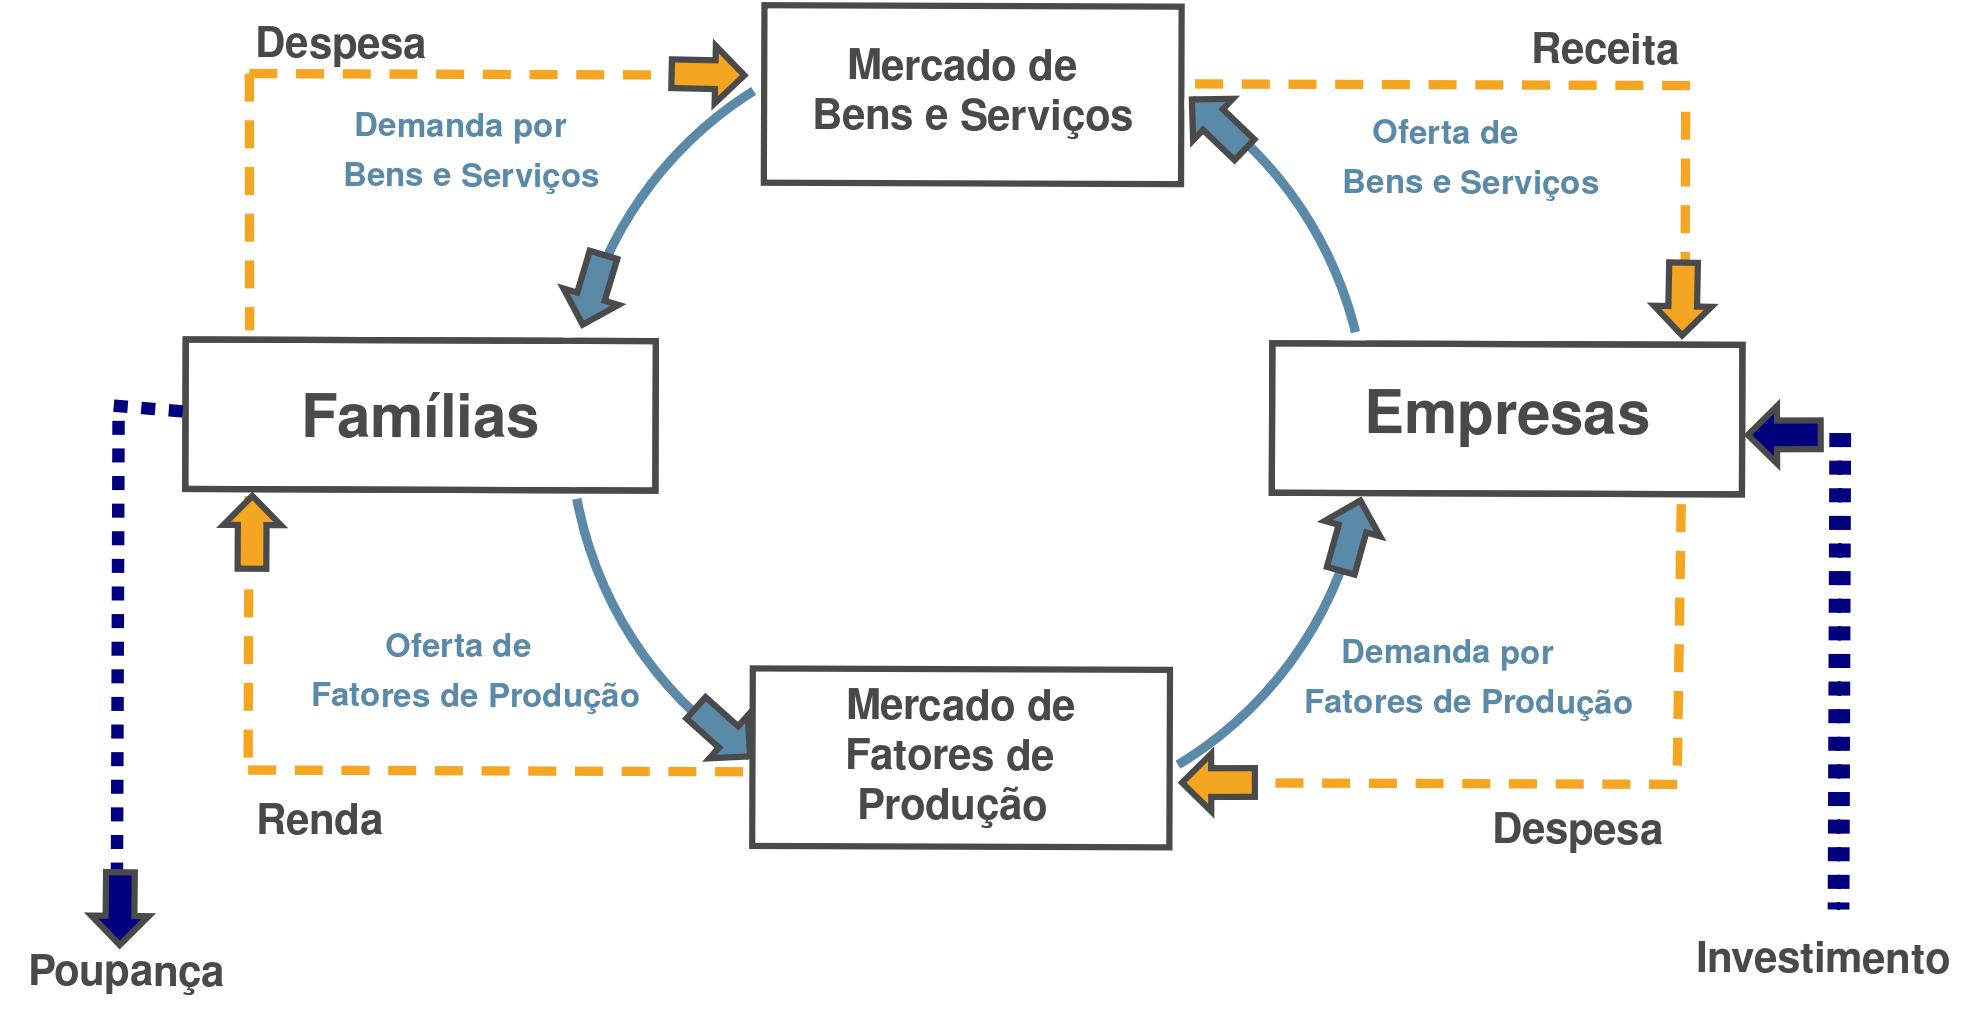 Despesa
Mercado de
Bens e Serviços
Receita
Demanda por
Bens e Serviços
Oferta de
Bens e Serviços
Famílias
Empresas
Oferta de
Fatores de Produção
Mercado de
Fatores de
Produção
Demanda por
Fatores de Produção
Renda
Despesa
Poupança
Investimento